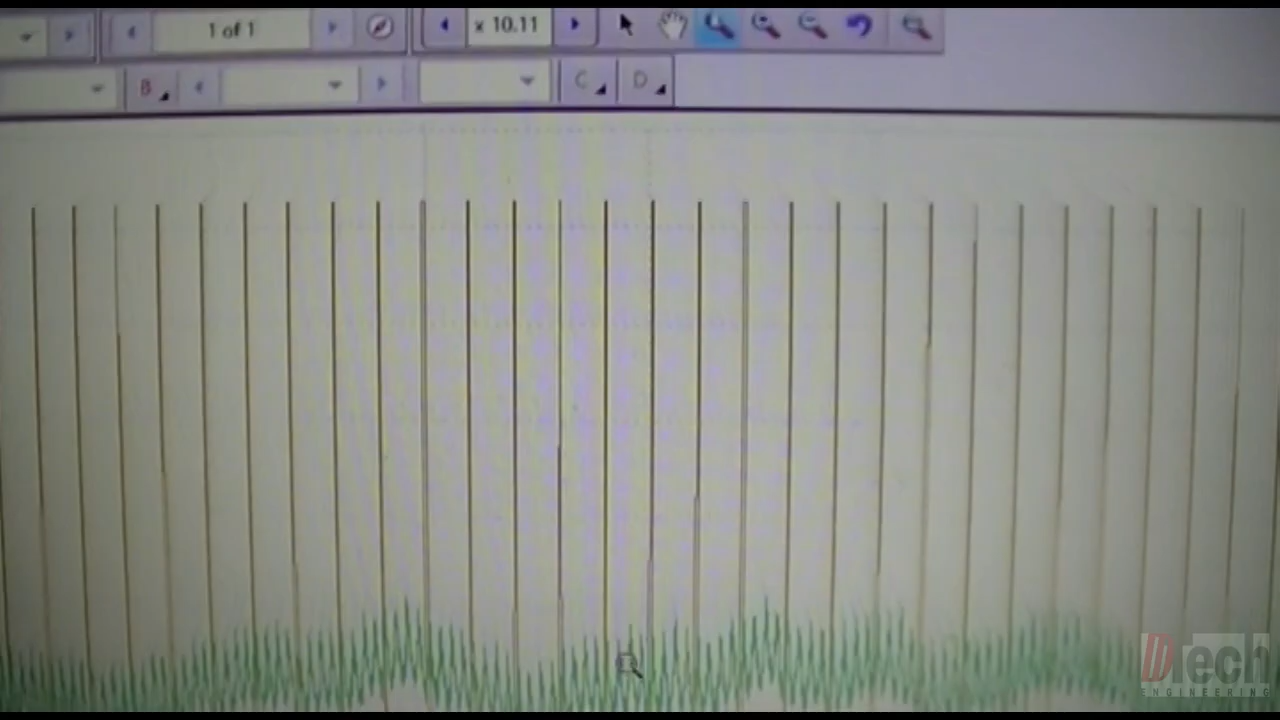 1 of 1
x 10.11
B
C
D
DTech
ENGINEERING